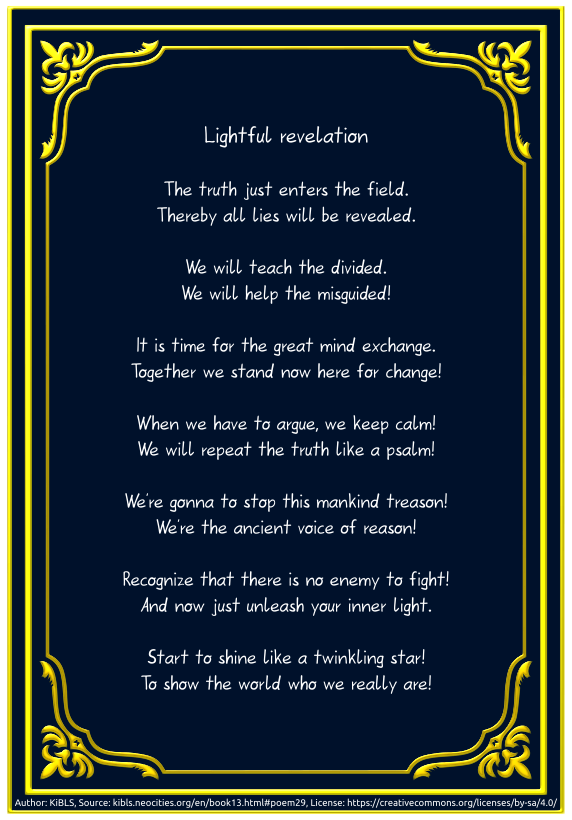 Lightful revelation
The truth just enters the field.
Thereby all lies will be revealed.
We will teach the divided.
We will help the misguided!
It is time for the great mind exchange.
Together we stand now here for change!
When we have to argue, we keep calm!
We will repeat the truth like a psalm!
We're gonna to stop this mankind treason!
We're the ancient voice of reason!
Recognize that there is no enemy to fight!
And now just unleash your inner light.
Start to shine like a twinkling star!
To show the world who we really are!
Author: KiBLS, Source: kibls.neocities.org/en/book13.html#poem29, License: https://creativecommons.org/licenses/by-sa/4.0/